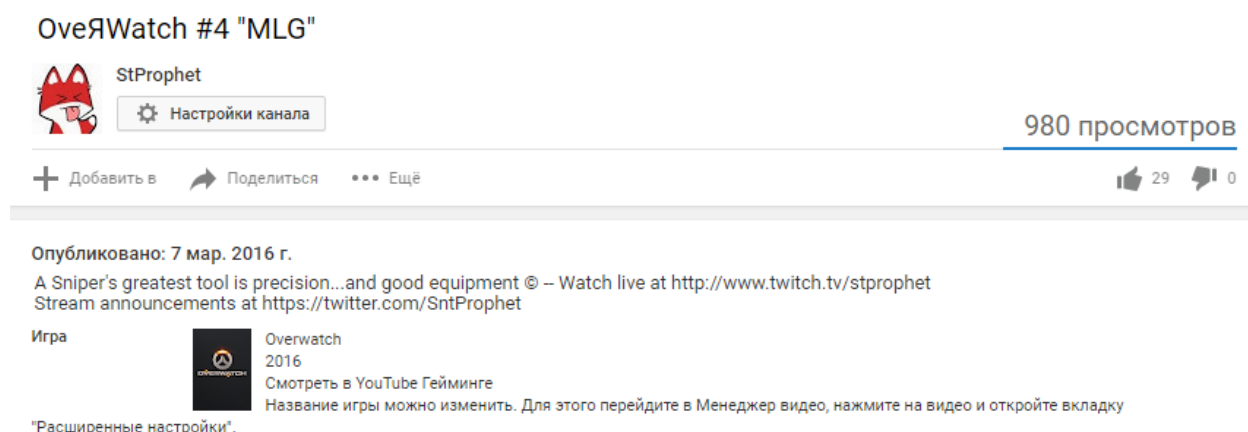 OveЯWatch #4 "MLG"
StProphet
Настройки канала
980 просмотров
Добавить в Поделиться ••• Ещё 29 0
Опубликовано: 7 мар. 2016 г.
A Sniper's greatest tool is precision...and good equipment © -- Watch live at http://www.twitch.tv/stprophet
Stream announcements at https://twitter.com/SntProphet
Игра
Overwatch
OVERWATCH
2016
Смотреть в YouTube Гейминге
Название игры можно изменить. Для этого перейдите в Менеджер видео, нажмите на видео и откройте вкладку
"Расширенные настройки".